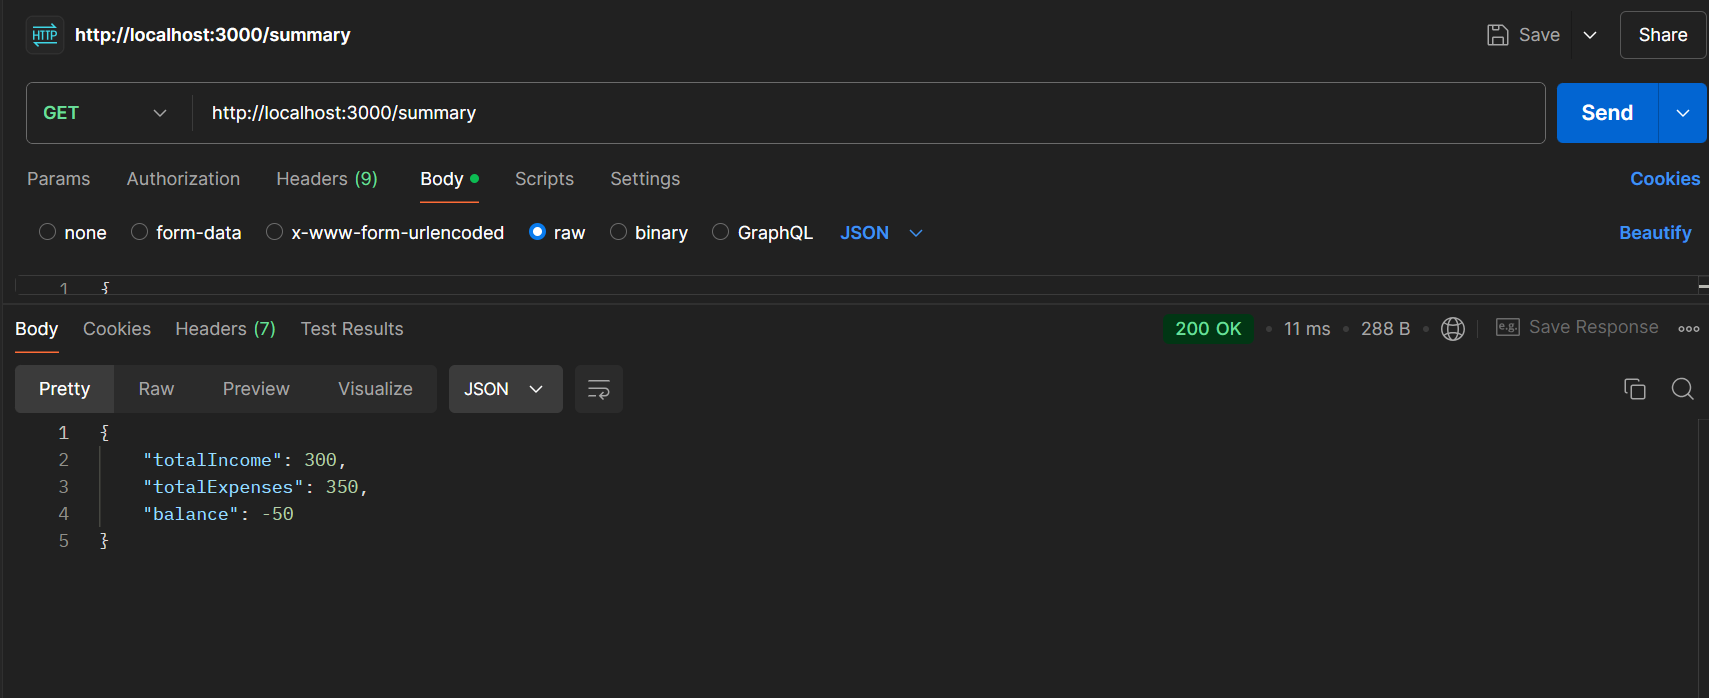 HTTP http://localhost:3000/summary Save Share
GET http://localhost:3000/summary Send
Params Authorization Headers (9) Body Scripts Settings Cookies
none form-data x-www-form-urlencoded raw binary GraphQL JSON Beautify
1 {
Body Cookies Headers (7) Test Results 200 OK • 11 ms • 288 B • e.g. Save Response
Pretty Raw Preview Visualize JSON
1 {
2 "totalIncome": 300,
3 "totalExpenses": 350,
4 "balance": -50
5 }